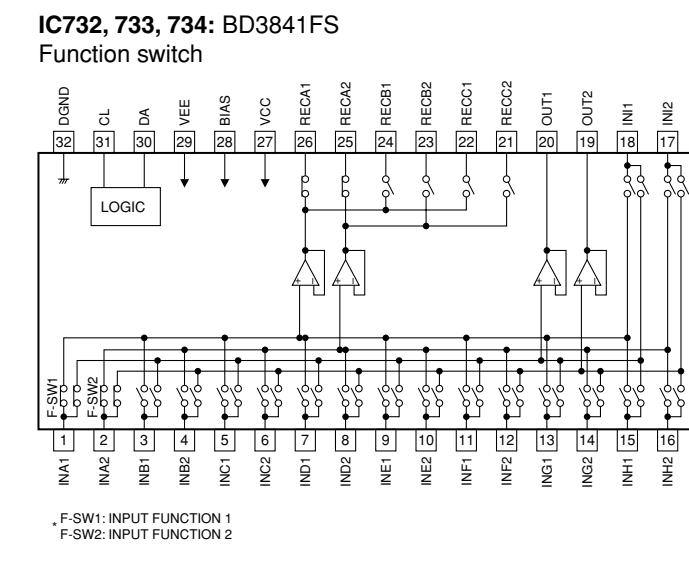 IC732, 733, 734: BD3841FS
Function switch
DGND CL DA VEE BIAS VCC RECA1 RECA2 RECB1 RECB2 RECC1 RECC2 OUT1 OUT2 INI1 INI2
32 31 30 29 28 27 26 25 24 23 22 21 20 19 18 17
LOGIC
+ − + − + − + −
F-SW1 F-SW2
1 2 3 4 5 6 7 8 9 10 11 12 13 14 15 16
INA1 INA2 INB1 INB2 INC1 INC2 IND1 IND2 INE1 INE2 INF1 INF2 ING1 ING2 INH1 INH2
* F-SW1: INPUT FUNCTION 1
F-SW2: INPUT FUNCTION 2